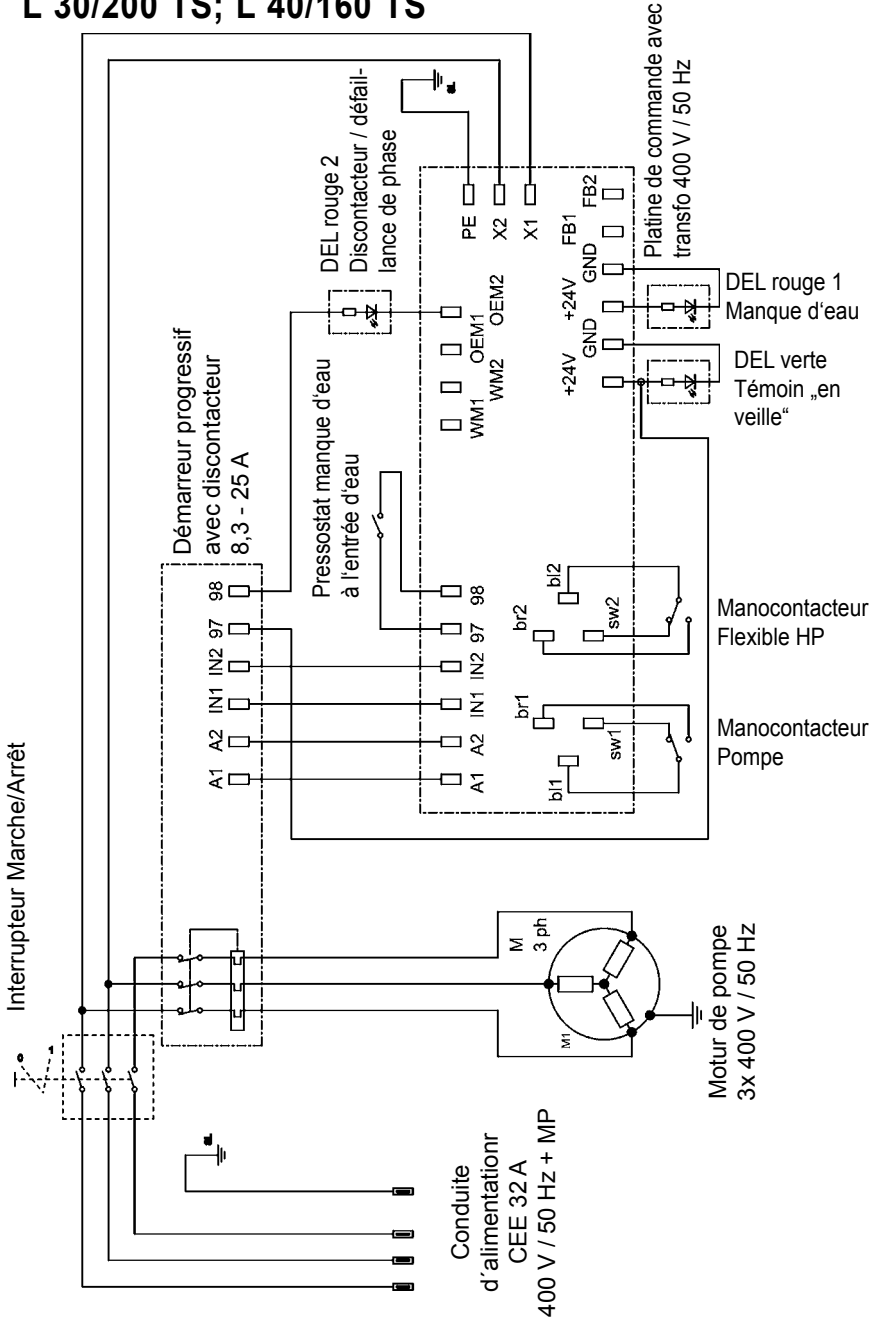 L 30/200 TS; L 40/160 TS
Interrupteur Marche/Arrêt
0
1
Démarreur progressif
avec discontacteur
8,3 - 25 A
A1
A2
IN1
IN2
97
98
DEL rouge 2
Discontacteur / défail-
lance de phase
Pressostat manque d'eau
à l'entrée d'eau
Platine de commande avec
transfo 400 V / 50 Hz
PE
X2
X1
WM1
WM2
OEM1
OEM2
A1
A2
IN1
IN2
97
98
+24V
GND
+24V
GND
FB1
FB2
bl1
br1
sw1
br2
bl2
sw2
DEL rouge 1
Manque d'eau
DEL verte
Témoin „en
veille“
Manocontacteur
Flexible HP
Manocontacteur
Pompe
M
3 ph
M1
Motur de pompe
3x 400 V / 50 Hz
Conduite
d´alimentationr
CEE 32 A
400 V / 50 Hz + MP